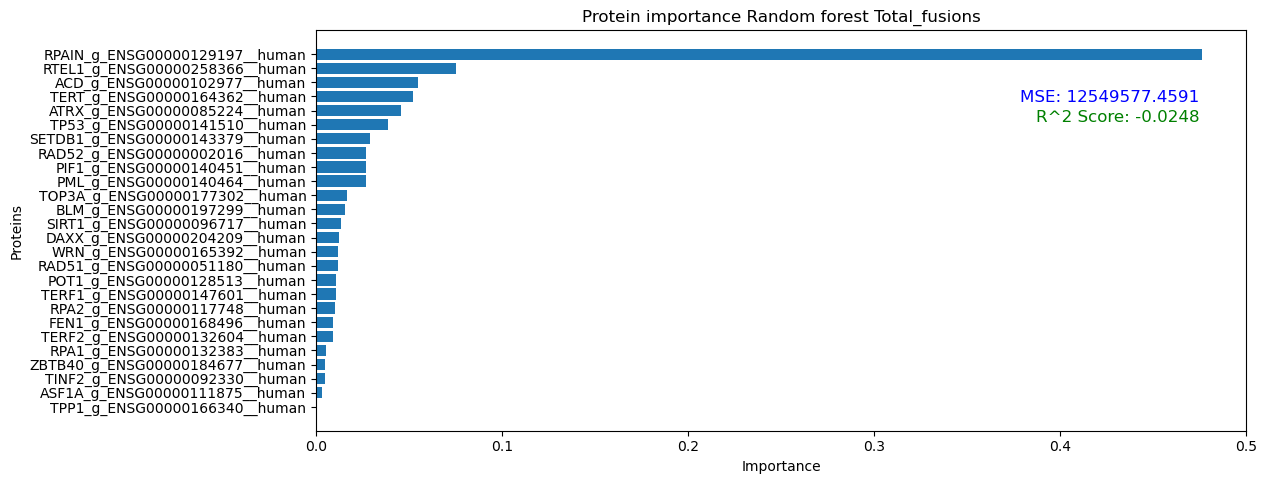 Protein importance Random forest Total_fusions
RPAIN_g_ENSG00000129197__human
RTEL1_g_ENSG00000258366__human
ACD_g_ENSG00000102977__human
TERT_g_ENSG00000164362__human
ATRX_g_ENSG00000085224__human
TP53_g_ENSG00000141510__human
SETDB1_g_ENSG00000143379__human
RAD52_g_ENSG00000002016__human
PIF1_g_ENSG00000140451__human
PML_g_ENSG00000140464__human
TOP3A_g_ENSG00000177302__human
BLM_g_ENSG00000197299__human
SIRT1_g_ENSG00000096717__human
DAXX_g_ENSG00000204209__human
WRN_g_ENSG00000165392__human
RAD51_g_ENSG00000051180__human
POT1_g_ENSG00000128513__human
TERF1_g_ENSG00000147601__human
RPA2_g_ENSG00000117748__human
FEN1_g_ENSG00000168496__human
TERF2_g_ENSG00000132604__human
RPA1_g_ENSG00000132383__human
ZBTB40_g_ENSG00000184677__human
TINF2_g_ENSG00000092330__human
ASF1A_g_ENSG00000111875__human
TPP1_g_ENSG00000166340__human
Proteins
MSE: 12549577.4591
R^2 Score: -0.0248
0.0 0.1 0.2 0.3 0.4 0.5
Importance